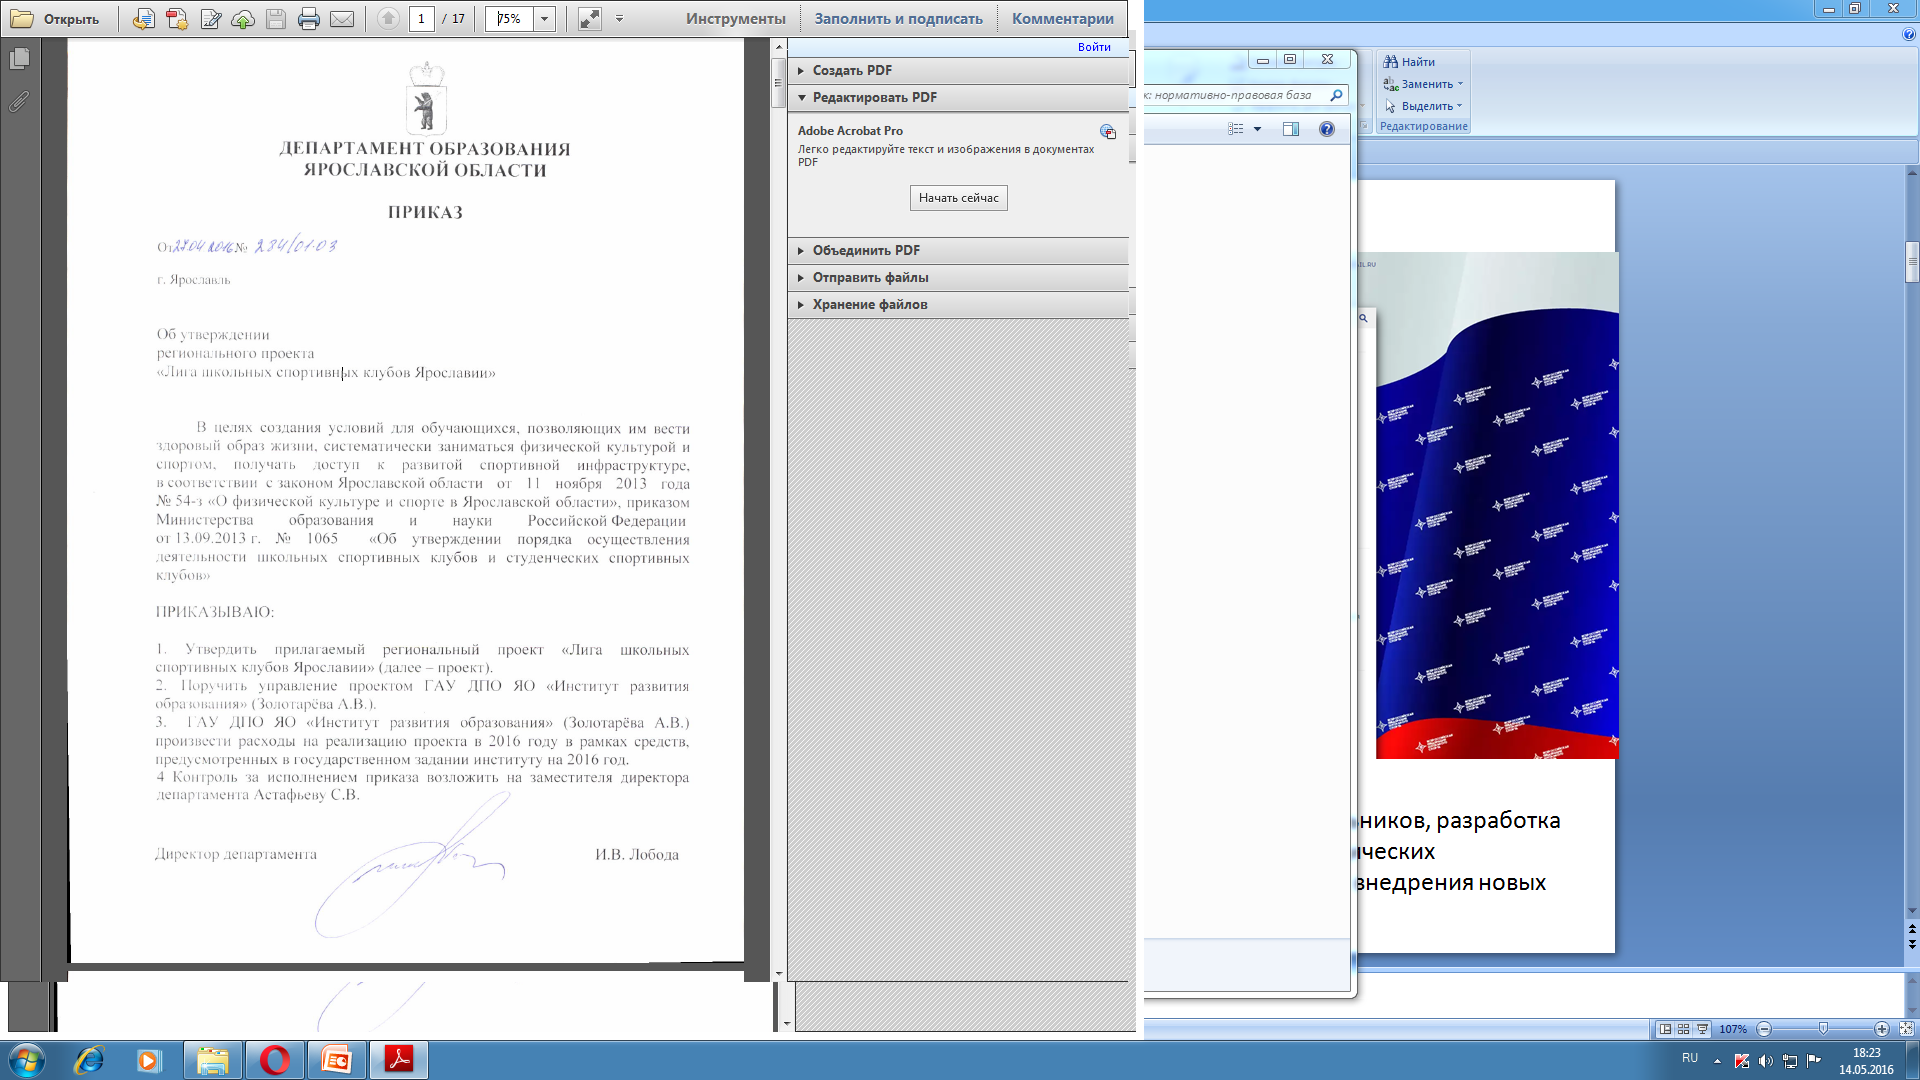 Открыть
1 / 17
75%
Инструменты
Заполнить и подписать
Комментарии
Войти
Создать PDF
Редактировать PDF
Adobe Acrobat Pro
Легко редактируйте текст и изображения в документах
PDF
Начать сейчас
Объединить PDF
Отправить файлы
Хранение файлов
ДЕПАРТАМЕНТ ОБРАЗОВАНИЯ
ЯРОСЛАВСКОЙ ОБЛАСТИ
ПРИКАЗ
От 27.04.2016 № 284/01-03
г. Ярославль
Об утверждении
регионального проекта
«Лига школьных спортивных клубов Ярославии»
В целях создания условий для обучающихся, позволяющих им вести
здоровый образ жизни, систематически заниматься физической культурой и
спортом, получать доступ к развитой спортивной инфраструктуре,
в соответствии с законом Ярославской области от 11 ноября 2013 года
№ 54-з «О физической культуре и спорте в Ярославской области», приказом
Министерства образования и науки Российской Федерации
от 13.09.2013 г. № 1065 «Об утверждении порядка осуществления
деятельности школьных спортивных клубов и студенческих спортивных
клубов»
ПРИКАЗЫВАЮ:
1. Утвердить прилагаемый региональный проект «Лига школьных
спортивных клубов Ярославии» (далее – проект).
2. Поручить управление проектом ГАУ ДПО ЯО «Институт развития
образования» (Золотарёва А.В.).
3. ГАУ ДПО ЯО «Институт развития образования» (Золотарёва А.В.)
произвести расходы на реализацию проекта в 2016 году в рамках средств,
предусмотренных в государственном задании институту на 2016 год.
4 Контроль за исполнением приказа возложить на заместителя директора
департамента Астафьеву С.В.
Директор департамента И.В. Лобода
к: нормативно-правовая база
Найти
Заменить
Выделить
Редактирование
IL.RU
ников, разработка
ческих
внедрения новых
107%
RU
18:23
14.05.2016